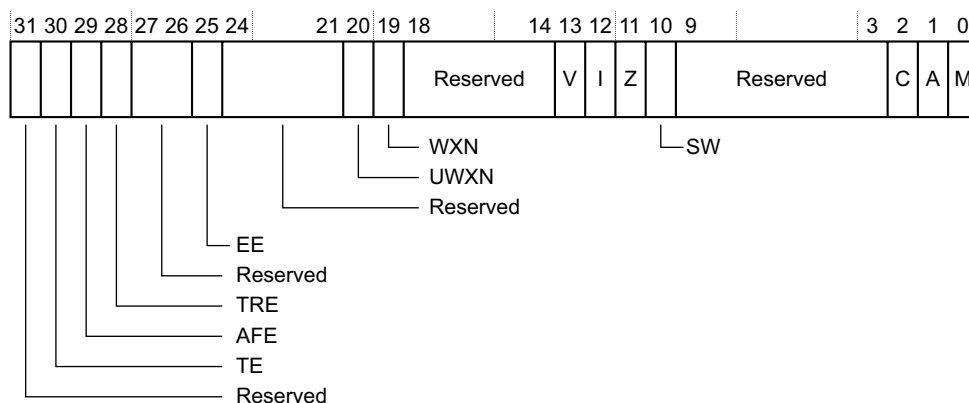 31 30 29 28 27 26 25 24 21 20 19 18 14 13 12 11 10 9 3 2 1 0
Reserved V I Z Reserved C A M
WXN SW
UWXN
Reserved
EE
Reserved
TRE
AFE
TE
Reserved